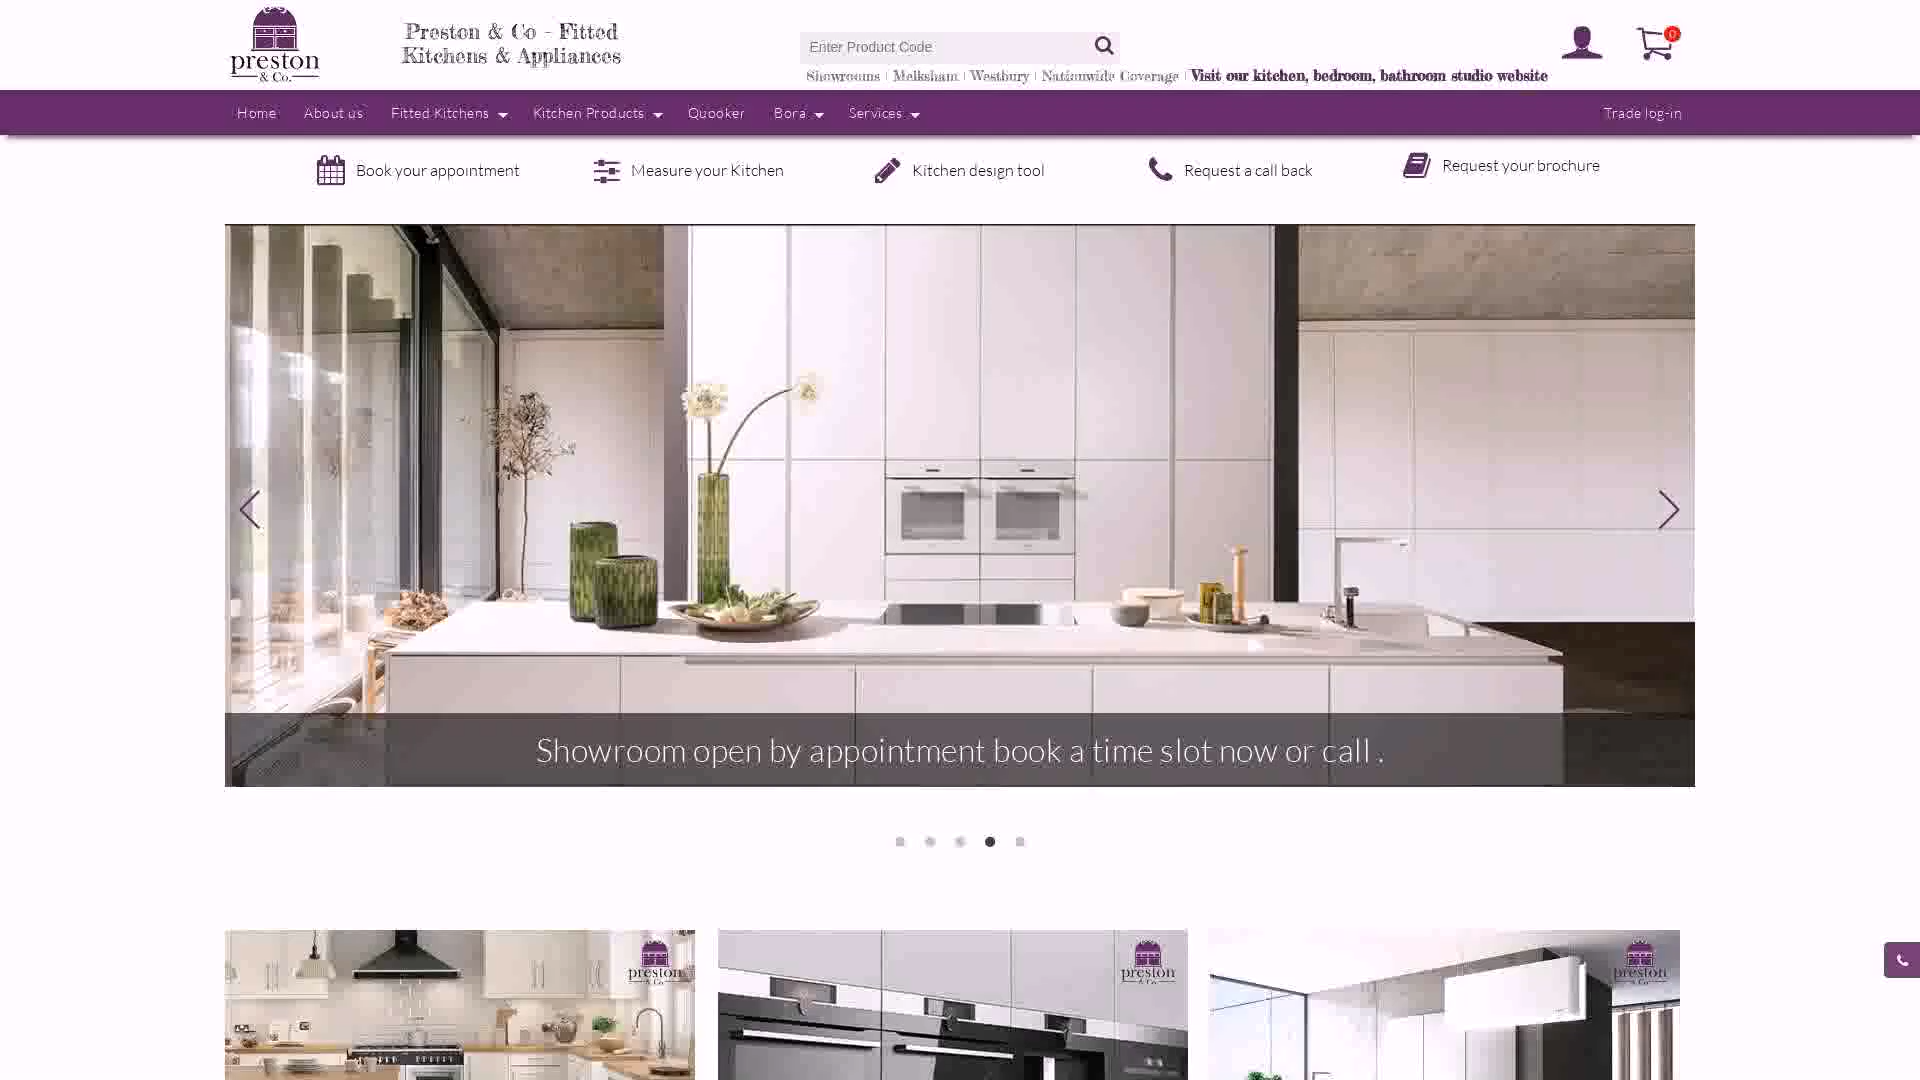 preston
& Co.
Preston & Co - Fitted
Kitchens & Appliances
Enter Product Code
0
Showrooms | Melksham | Westbury | Nationwide Coverage | Visit our kitchen, bedroom, bathroom studio website
Home About us Fitted Kitchens Kitchen Products Quooker Bora Services Trade log-in
Book your appointment Measure your Kitchen Kitchen design tool Request a call back Request your brochure
Showroom open by appointment book a time slot now or call .
preston
& Co.
preston
& Co.
preston
& Co.